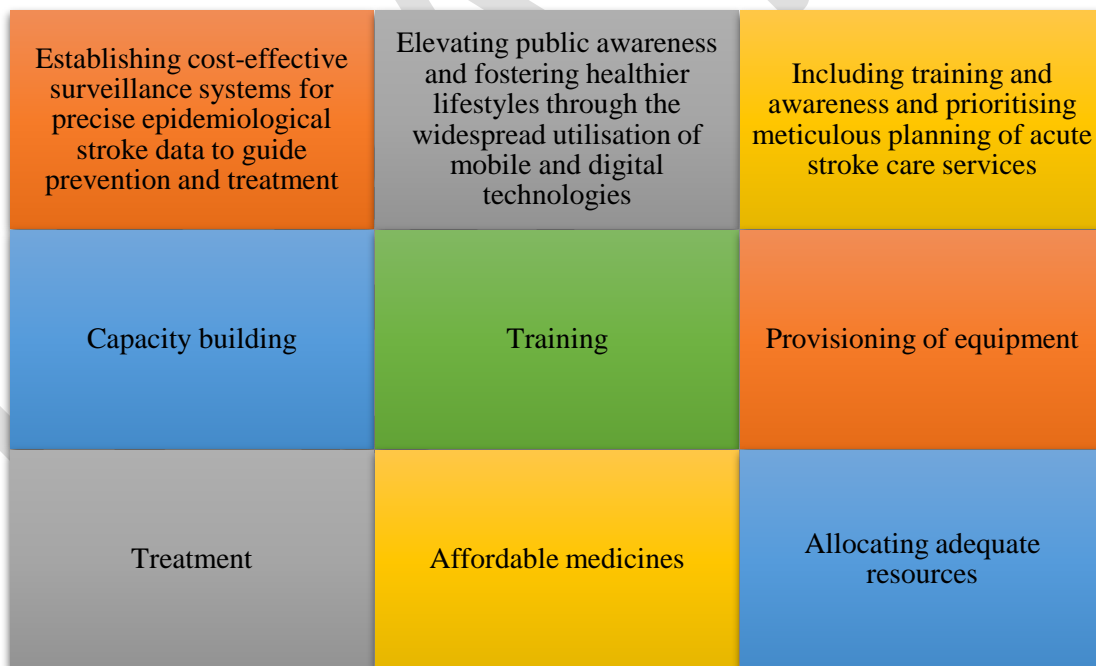 Establishing cost-effective
surveillance systems for
precise epidemiological
stroke data to guide
prevention and treatment
Elevating public awareness
and fostering healthier
lifestyles through the
widespread utilisation of
mobile and digital
technologies
Including training and
awareness and prioritising
meticulous planning of acute
stroke care services
Capacity building
Training
Provisioning of equipment
Treatment
Affordable medicines
Allocating adequate
resources